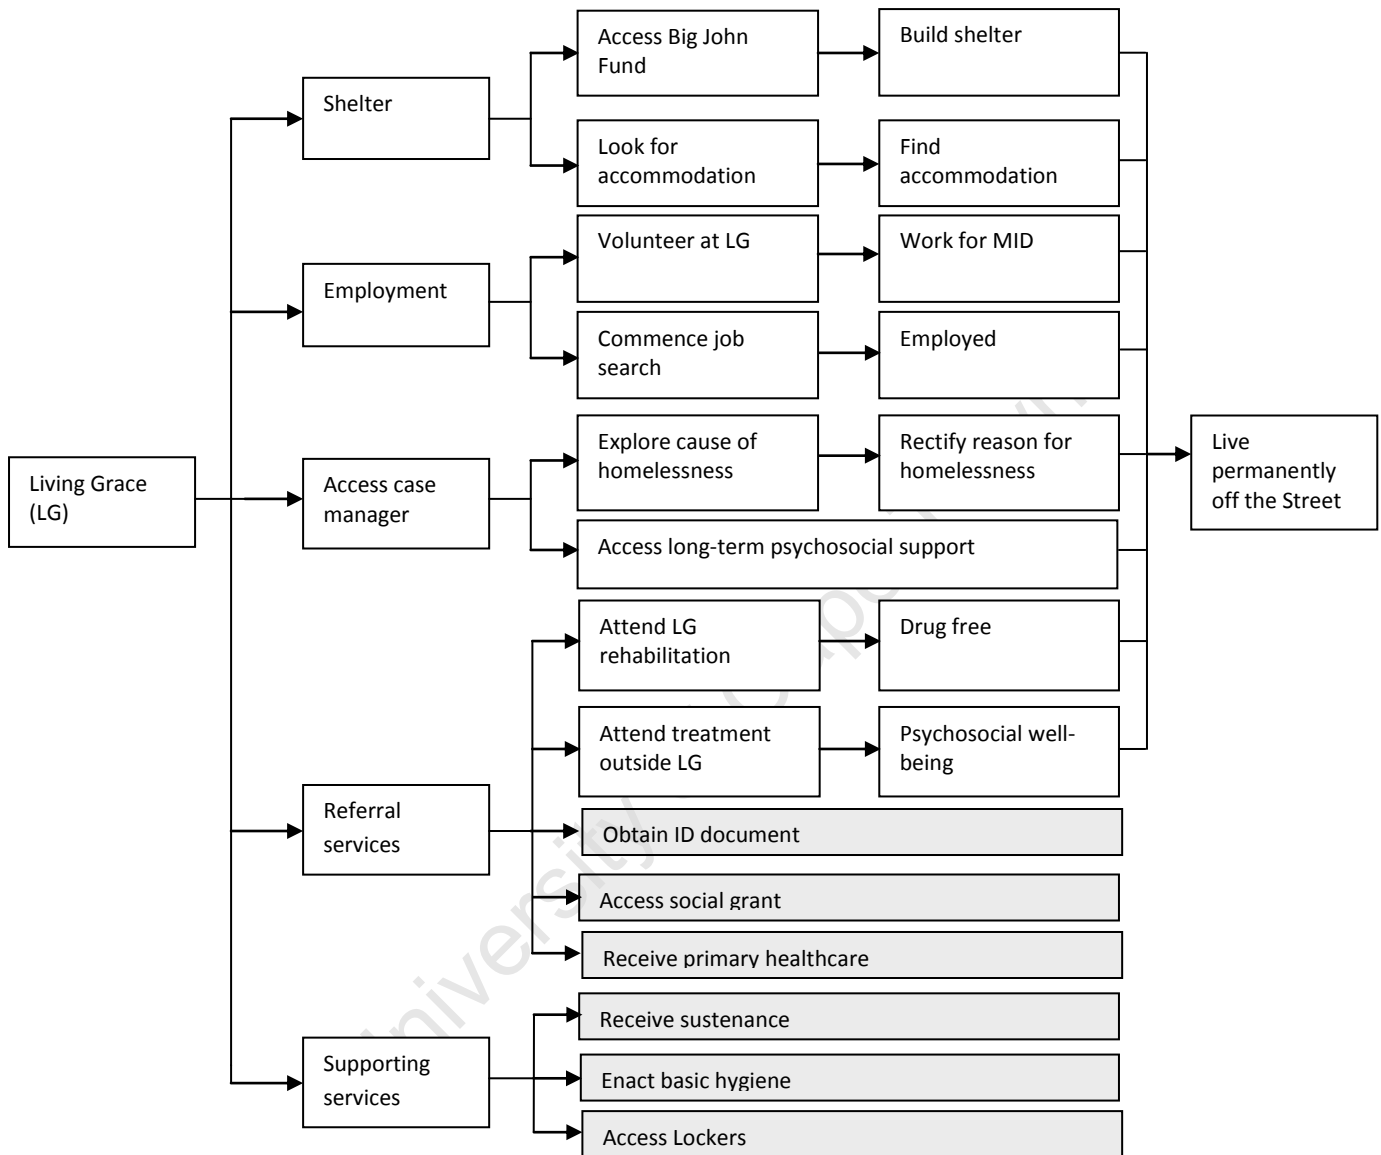 Access Big John
Fund
Build shelter
Shelter
Look for
accommodation
Find
accommodation
Volunteer at LG
Work for MID
Employment
Commence job
search
Employed
Explore cause of
homelessness
Rectify reason for
homelessness
Live
permanently
off the Street
Living Grace
(LG)
Access case
manager
Access long-term psychosocial support
Attend LG
rehabilitation
Drug free
Attend treatment
outside LG
Psychosocial well-
being
Referral
services
Obtain ID document
Access social grant
Receive primary healthcare
Receive sustenance
Supporting
services
Enact basic hygiene
Access Lockers